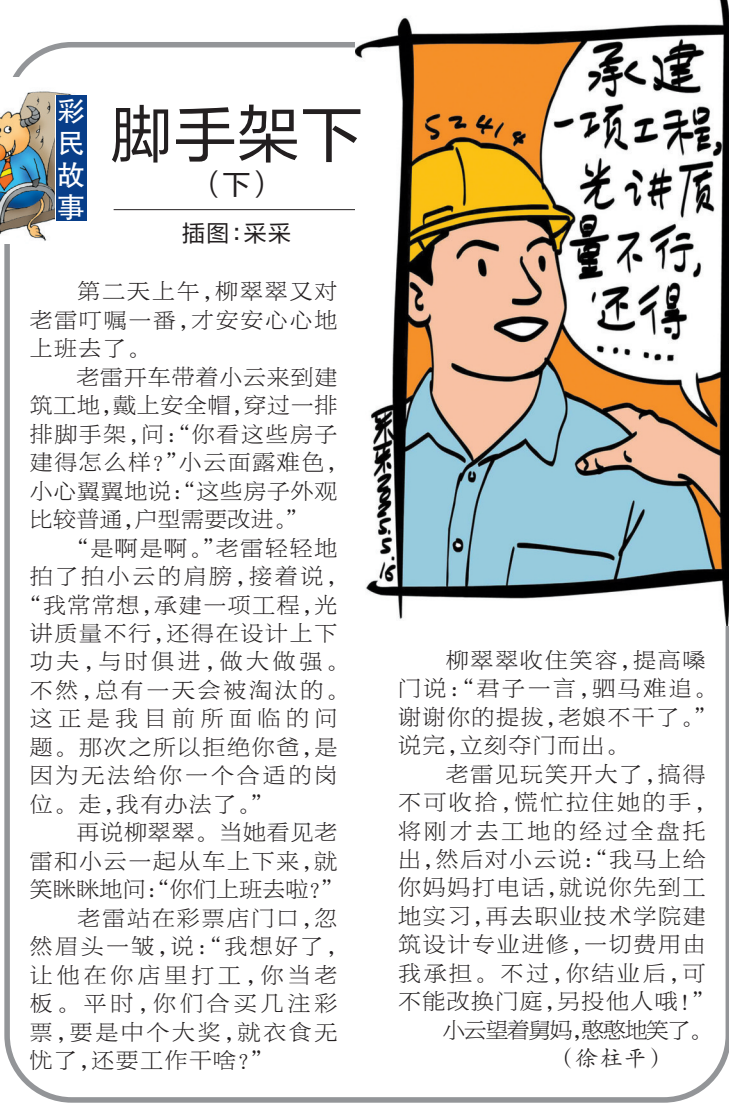 彩民故事
脚手架下
（下）
插图：采采
第二天上午，柳翠翠又对
老雷叮嘱一番，才安安心心地
上班去了。
老雷开车带着小云来到建
筑工地，戴上安全帽，穿过一排
排脚手架，问：“你看这些房子
建得怎么样？”小云面露难色，
小心翼翼地说：“这些房子外观
比较普通，户型需要改进。”
“是啊是啊。”老雷轻轻地
拍了拍小云的肩膀，接着说，
“我常常想，承建一项工程，光
讲质量不行，还得在设计上下
功夫，与时俱进，做大做强。
不然，总有一天会被淘汰的。
这正是我目前所面临的问
题。那次之所以拒绝你爸，是
因为无法给你一个合适的岗
位。走，我有办法了。”
再说柳翠翠。当她看见老
雷和小云一起从车上下来，就
笑眯眯地问：“你们上班去啦？”
老雷站在彩票店门口，忽
然眉头一皱，说：“我想好了，
让他在你店里打工，你当老
板。平时，你们合买几注彩
票，要是中个大奖，就衣食无
忧了，还要工作干啥？”
承建
一项工程，
光讲质
量不行，
还得
……
52414
采采2025.5.16
柳翠翠收住笑容，提高嗓
门说：“君子一言，驷马难追。
谢谢你的提拔，老娘不干了。”
说完，立刻夺门而出。
老雷见玩笑开大了，搞得
不可收拾，慌忙拉住她的手，
将刚才去工地的经过全盘托
出，然后对小云说：“我马上给
你妈妈打电话，就说你先到工
地实习，再去职业技术学院建
筑设计专业进修，一切费用由
我承担。不过，你结业后，可
不能改换门庭，另投他人哦！”
小云望着舅妈，憨憨地笑了。
（徐柱平）